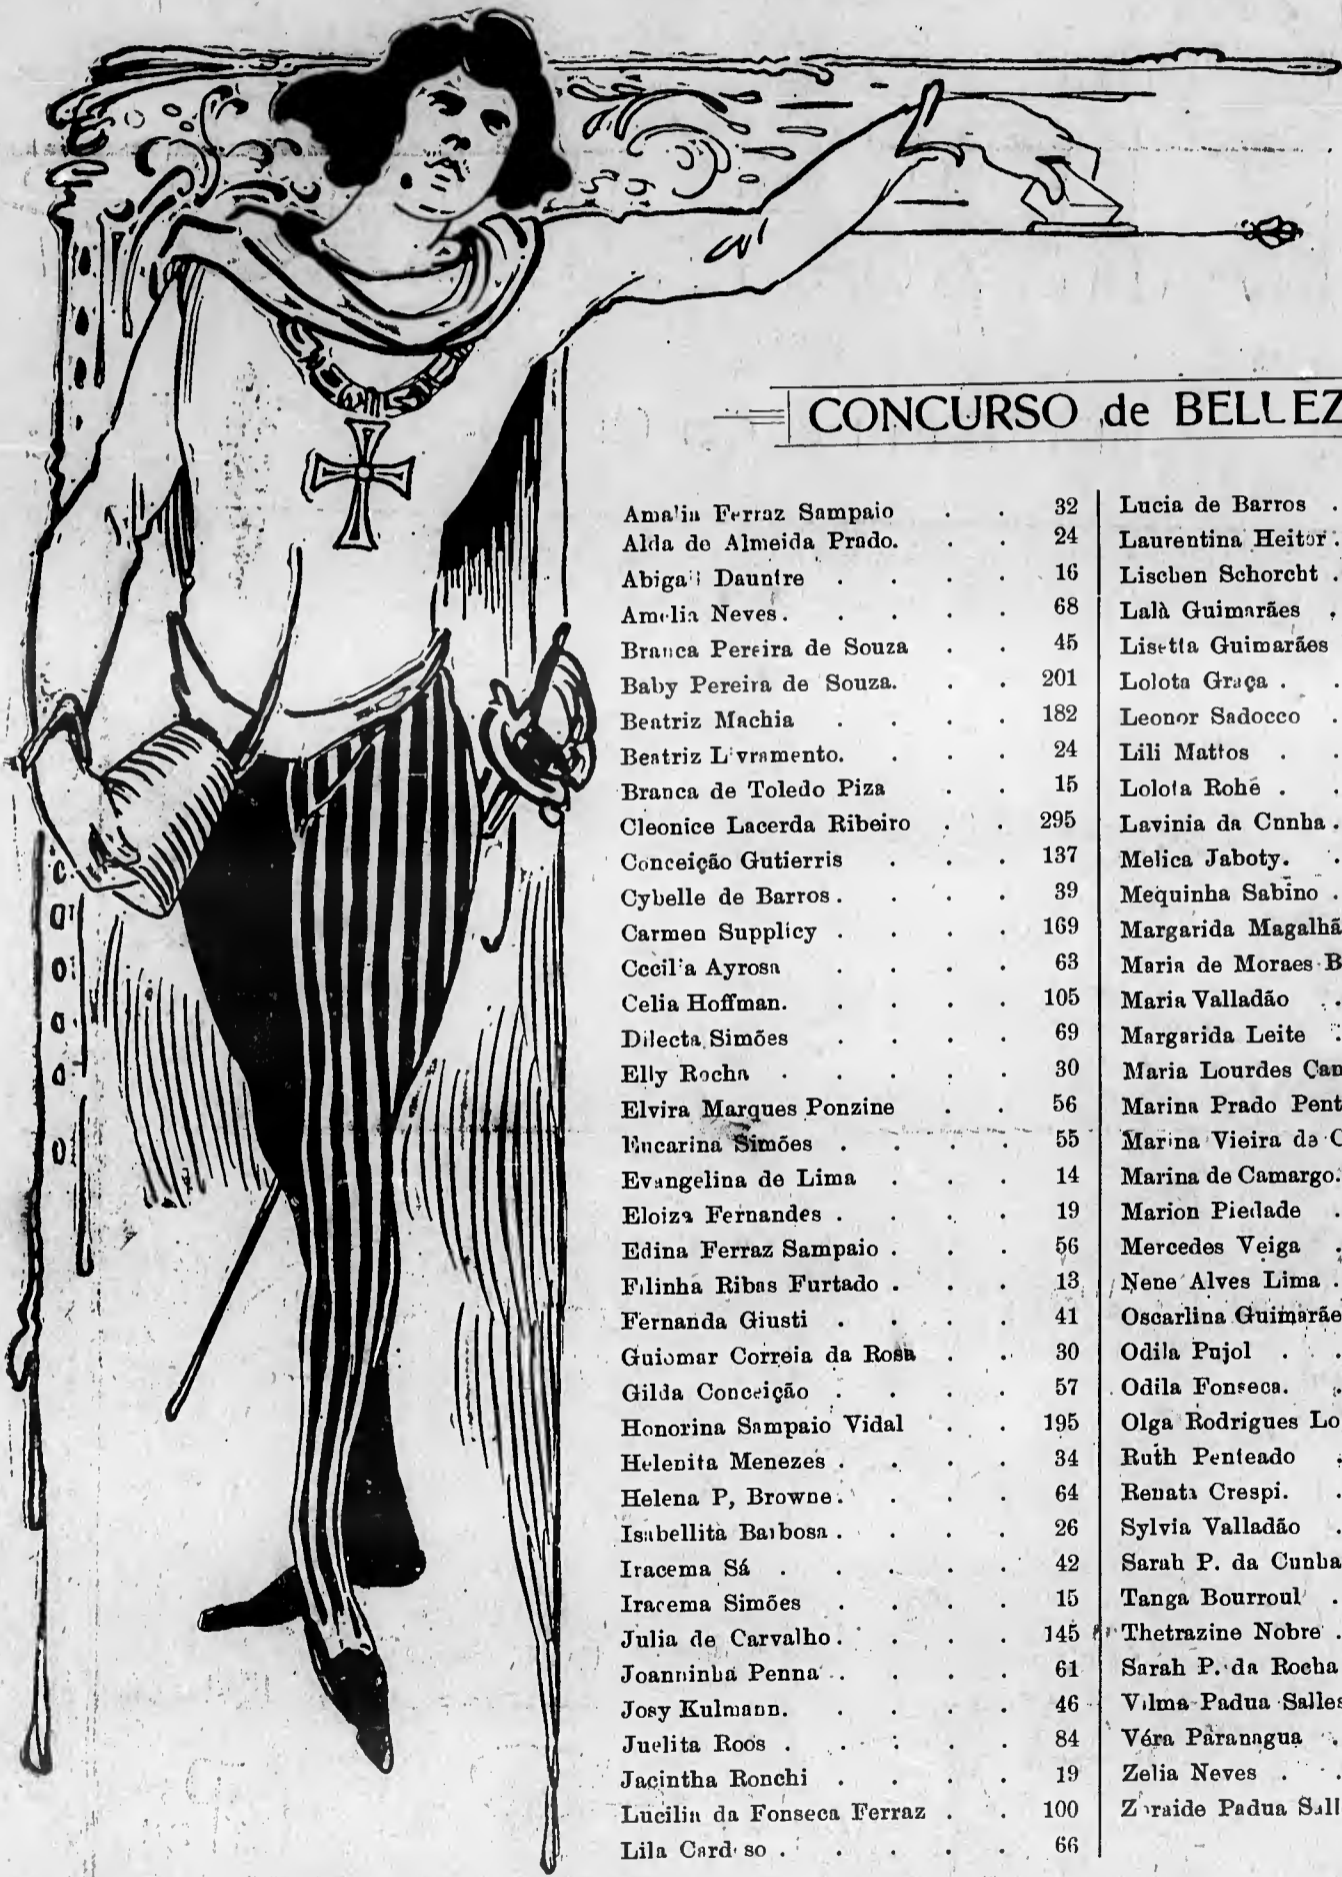 CONCURSO de BELLEZ
Amalia Ferraz Sampaio . . 32
Alda de Almeida Prado. . . 24
Abigail Dauntre . . . . 16
Amelia Neves . . . . . 68
Branca Pereira de Souza . . 45
Baby Pereira de Souza. . . 201
Beatriz Machia . . . . 182
Beatriz Livramento. . . . 24
Branca de Toledo Piza . . 15
Cleonice Lacerda Ribeiro . . 295
Conceição Gutierris . . . 137
Cybelle de Barros . . . . 39
Carmen Supplicy . . . . 169
Cecilia Ayrosa . . . . 63
Celia Hoffman. . . . . 105
Dilecta Simões . . . . 69
Elly Rocha . . . . . 30
Elvira Marques Ponzine . . 56
Encarina Simões . . . . 55
Evangelina de Lima . . . 14
Eloiza Fernandes . . . . 19
Edina Ferraz Sampaio . . . 56
Filinha Ribas Furtado . . . 13
Fernanda Giusti . . . . 41
Guiomar Correia da Rosa . . 30
Gilda Conceição . . . . 57
Honorina Sampaio Vidal . . 195
Helenita Menezes . . . . 34
Helena P, Browne . . . . 64
Isabellita Barbosa . . . . 26
Iracema Sá . . . . . 42
Iracema Simões . . . . 15
Julia de Carvalho . . . . 145
Joanninha Penna . . . . 61
Josy Kulmann. . . . . 46
Juelita Roos . . . . . 84
Jacintha Ronchi . . . . 19
Lucilia da Fonseca Ferraz . . 100
Lila Cardoso . . . . . 66
Lucia de Barros .
Laurentina Heitor .
Lischen Schorcht .
Lalà Guimarães .
Lisetta Guimarães
Lolota Graça . .
Leonor Sadocco .
Lili Mattos . .
Lolota Rohé . .
Lavinia da Cnnha .
Melica Jaboty. .
Mequinha Sabino .
Margarida Magalhã
Maria de Moraes B
Maria Valladão .
Margarida Leite .
Maria Lourdes Cam
Marina Prado Pent
Marina Vieira da C
Marina de Camargo.
Marion Piedade .
Mercedes Veiga .
Nene Alves Lima .
Oscarlina Guimarãe
Odila Pujol . .
Odila Fonseca. .
Olga Rodrigues Lo
Ruth Penteado .
Renata Crespi. .
Sylvia Valladão .
Sarah P. da Cunha
Tanga Bourroul .
Thetrazine Nobre .
Sarah P. da Rocha
Vilma Padua Salles
Véra Paranagua .
Zelia Neves . .
Zoraide Padua Sall